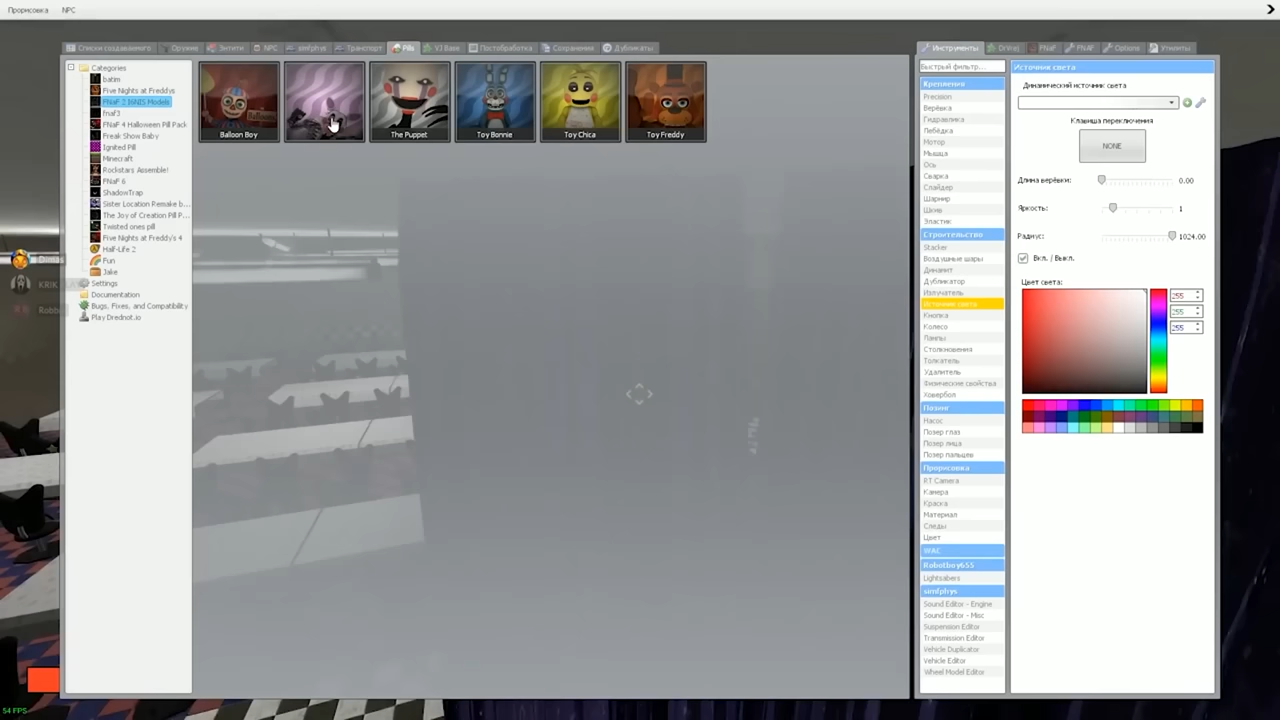 Прорисовка NPC
Списки создаваемого Оружие Энтити NPC simfphys Транспорт Pills VJ Base Постобработка Сохранения Дубликаты
Инструменты Drive) FNaF FNAF Options Утилиты
Categories
batim
Five Nights at Freddys
fnaf3
FNaF 4 Halloween Pill Pack
Freak Show Baby
Ignited Pill
Minecraft
Rockstars Assemble!
FNaF 6
ShadowTrap
Sister Location Remake b...
The Joy of Creation Pill P...
Twisted ones pill
Five Nights at Freddy's 4
Half-Life 2
Fun
Jake
Settings
Documentation
Bugs, Fixes, and Compatibility
Play Drednot.io
Balloon Boy
The Puppet
Toy Bonnie
Toy Chica
Toy Freddy
Быстрый фильтр...
Крепления
Precision
Верёвка
Гидравлика
Лебёдка
Мотор
Мышца
Ось
Сварка
Слайдер
Шарнир
Шкив
Эластик
Строительство
Stacker
Воздушные шары
Динамит
Дубликатор
Излучатель
Источник света
Кнопка
Колесо
Лампы
Столкновения
Толкатель
Удалитель
Физические свойства
Ховербол
Позинг
Насос
Позер глаз
Позер лица
Позер пальцев
Прорисовка
RT Camera
Камера
Краска
Материал
Следы
Цвет
WAC
Robotboy655
Lightsabers
simfphys
Sound Editor - Engine
Sound Editor - Misc
Suspension Editor
Transmission Editor
Vehicle Duplicator
Vehicle Editor
Wheel Model Editor
Источник света
Динамический источник света
Клавиша переключения
NONE
Длина верёвки: 0.00
Яркость: 1
Радиус: 1024.00
Вкл. / Выкл.
Цвет света:
255
255
255
54 FPS